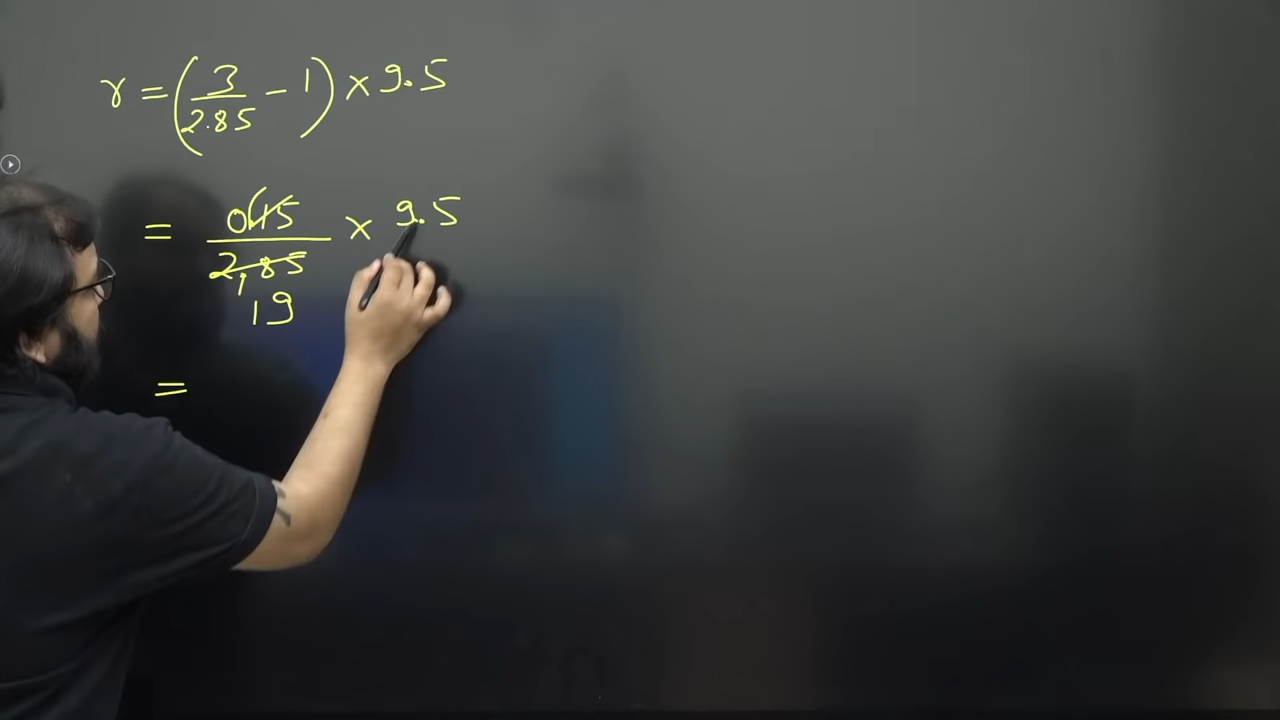 r = (3/2.85 - 1) × 9.5
= 0.15/2.85 × 9.5
19
=